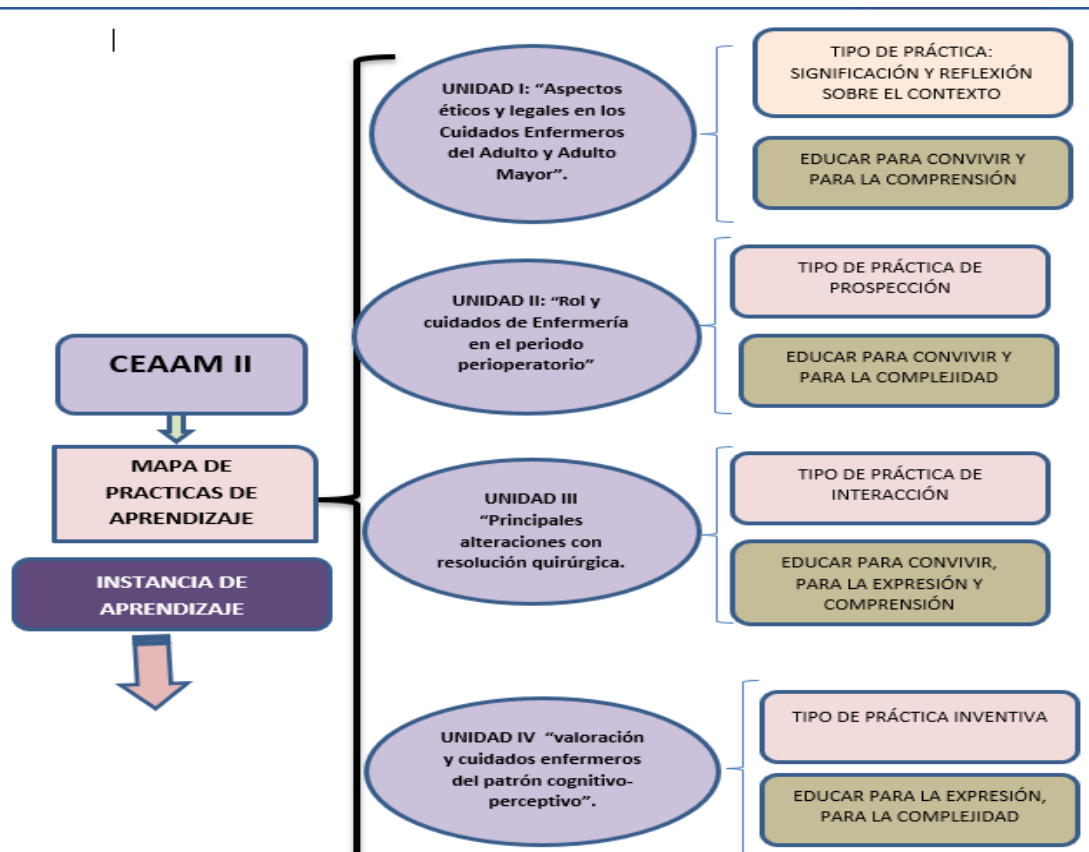 CEAAM II
MAPA DE
PRACTICAS DE
APRENDIZAJE
INSTANCIA DE
APRENDIZAJE
UNIDAD I: “Aspectos
éticos y legales en los
Cuidados Enfermeros
del Adulto y Adulto
Mayor”.
TIPO DE PRÁCTICA:
SIGNIFICACIÓN Y REFLEXIÓN
SOBRE EL CONTEXTO
EDUCAR PARA CONVIVIR Y
PARA LA COMPRENSIÓN
UNIDAD II: “Rol y
cuidados de Enfermería
en el periodo
perioperatorio”
TIPO DE PRÁCTICA DE
PROSPECCIÓN
EDUCAR PARA CONVIVIR Y
PARA LA COMPLEJIDAD
UNIDAD III
“Principales
alteraciones con
resolución quirúrgica.
TIPO DE PRÁCTICA DE
INTERACCIÓN
EDUCAR PARA CONVIVIR,
PARA LA EXPRESIÓN Y
COMPRENSIÓN
UNIDAD IV “valoración
y cuidados enfermeros
del patrón cognitivo-
perceptivo”.
TIPO DE PRÁCTICA INVENTIVA
EDUCAR PARA LA EXPRESIÓN,
PARA LA COMPLEJIDAD